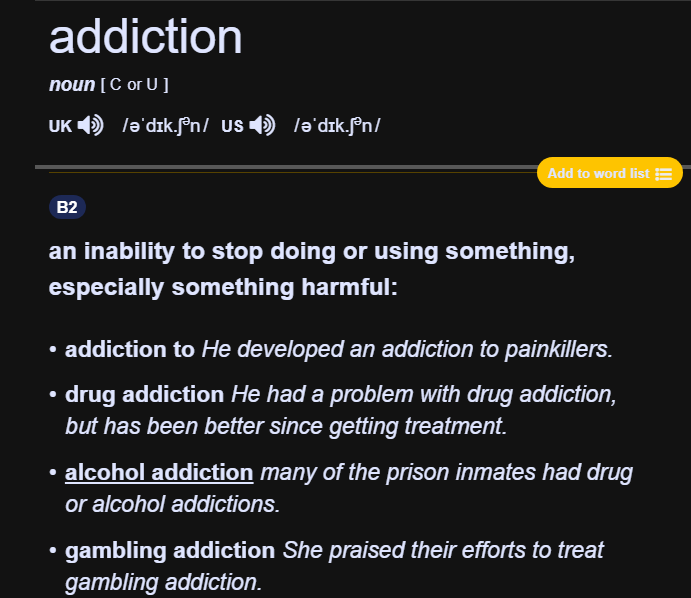 addiction
noun [ C or U ]
UK /əˈdɪk.ʃᵊn/ US /əˈdɪk.ʃᵊn/
Add to word list
B2
an inability to stop doing or using something,
especially something harmful:
• addiction to He developed an addiction to painkillers.
• drug addiction He had a problem with drug addiction,
but has been better since getting treatment.
• alcohol addiction many of the prison inmates had drug
or alcohol addictions.
• gambling addiction She praised their efforts to treat
gambling addiction.